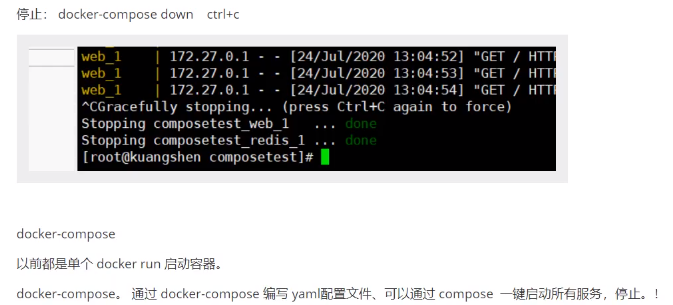 停止： docker-compose down ctrl+c
web_1 | 172.27.0.1 - - [24/Jul/2020 13:04:52] "GET / HTT
web_1 | 172.27.0.1 - - [24/Jul/2020 13:04:53] "GET / HTT
web_1 | 172.27.0.1 - - [24/Jul/2020 13:04:54] "GET / HTT
^CGracefully stopping... (press Ctrl+C again to force)
Stopping composetest_web_1 ... done
Stopping composetest_redis_1 ... done
[root@kuangshen composetest]#
docker-compose
以前都是单个 docker run 启动容器。
docker-compose。 通过 docker-compose 编写 yaml配置文件、可以通过 compose 一键启动所有服务，停止。！